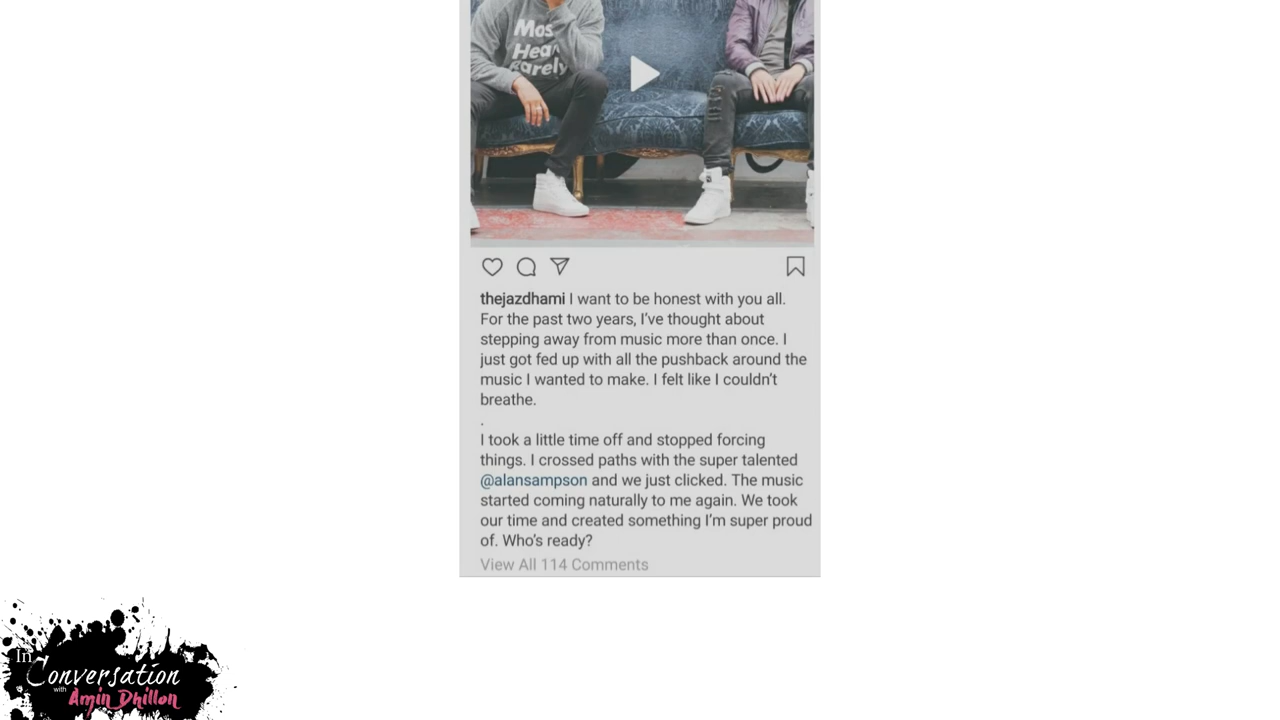 Mos
Hea
Rarely
thejazdhami I want to be honest with you all.
For the past two years, I've thought about
stepping away from music more than once. I
just got fed up with all the pushback around the
music I wanted to make. I felt like I couldn't
breathe.
.
I took a little time off and stopped forcing
things. I crossed paths with the super talented
@alansampson and we just clicked. The music
started coming naturally to me again. We took
our time and created something I'm super proud
of. Who's ready?
View All 114 Comments
In
Conversation
with
Amin Dhillon